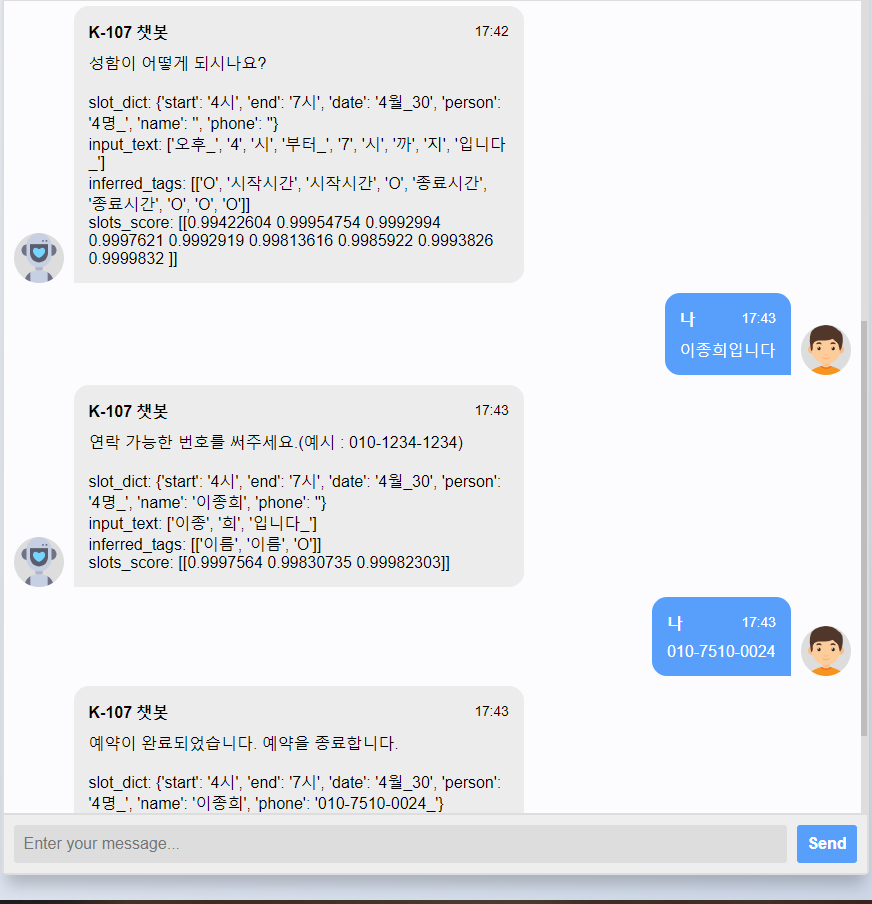 K-107 챗봇 17:42
성함이 어떻게 되시나요?
slot_dict: {'start': '4시', 'end': '7시', 'date': '4월_30', 'person':
'4명_', 'name': '', 'phone': ''}
input_text: ['오후_', '4', '시', '부터_', '7', '시', '까', '지', '입니다
_']
inferred_tags: [['O', '시작시간', '시작시간', 'O', '종료시간',
'종료시간', 'O', 'O', 'O']]
slots_score: [[0.99422604 0.99954754 0.9992994
0.9997621 0.9992919 0.99813616 0.9985922 0.9993826
0.9999832 ]]
나 17:43
이종희입니다
K-107 챗봇 17:43
연락 가능한 번호를 써주세요.(예시 : 010-1234-1234)
slot_dict: {'start': '4시', 'end': '7시', 'date': '4월_30', 'person':
'4명_', 'name': '이종희', 'phone': ''}
input_text: ['이종', '희', '입니다_']
inferred_tags: [['이름', '이름', 'O']]
slots_score: [[0.9997564 0.99830735 0.99982303]]
나 17:43
010-7510-0024
K-107 챗봇 17:43
예약이 완료되었습니다. 예약을 종료합니다.
slot_dict: {'start': '4시', 'end': '7시', 'date': '4월_30', 'person':
'4명_', 'name': '이종희', 'phone': '010-7510-0024_'}
Enter your message...
Send